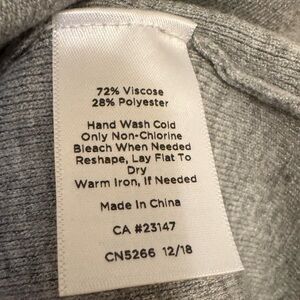 72% Viscose
28% Polyester
Hand Wash Cold
Only Non-Chlorine
Bleach When Needed
Reshape, Lay Flat To
Dry
Warm Iron, If Needed
Made In China
CA #23147
CN5266 12/18